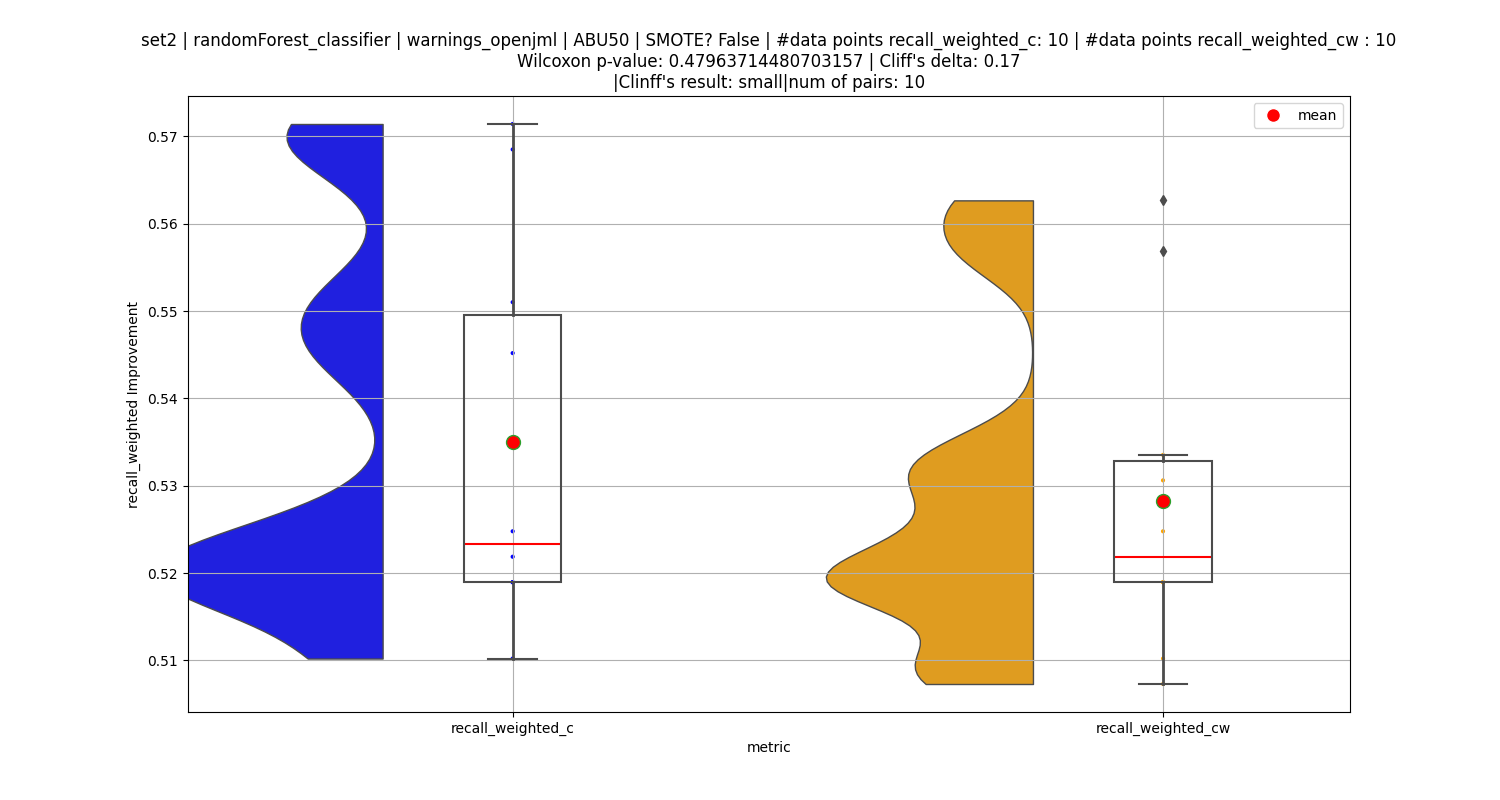 set2 | randomForest_classifier | warnings_openjml | ABU50 | SMOTE? False | #data points recall_weighted_c: 10 | #data points recall_weighted_cw : 10
Wilcoxon p-value: 0.47963714480703157 | Cliff's delta: 0.17
|Clinff's result: small|num of pairs: 10
mean
0.57
0.56
0.55
0.54
0.53
0.52
0.51
recall_weighted Improvement
recall_weighted_c
recall_weighted_cw
metric